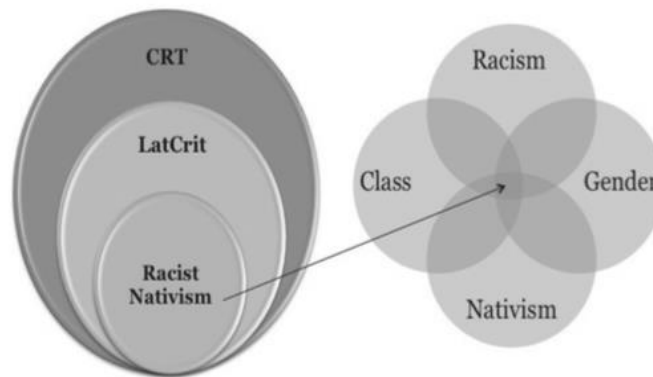 CRT
LatCrit
Racist
Nativism
Racism
Class
Gender
Nativism